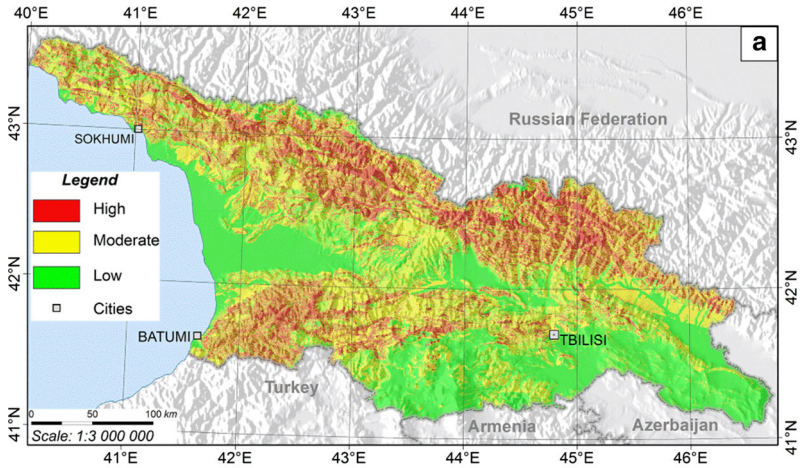 40°E 41°E 42°E 43°E 44°E 45°E 46°E
a
43°N
43°N
Russian Federation
SOKHUMI
Legend
High
Moderate
Low
Cities
42°N
42°N
BATUMI
TBILISI
Turkey
Armenia
Azerbaijan
0 50 100 km
Scale: 1:3 000 000
41°N
41°N
41°E 42°E 43°E 44°E 45°E 46°E